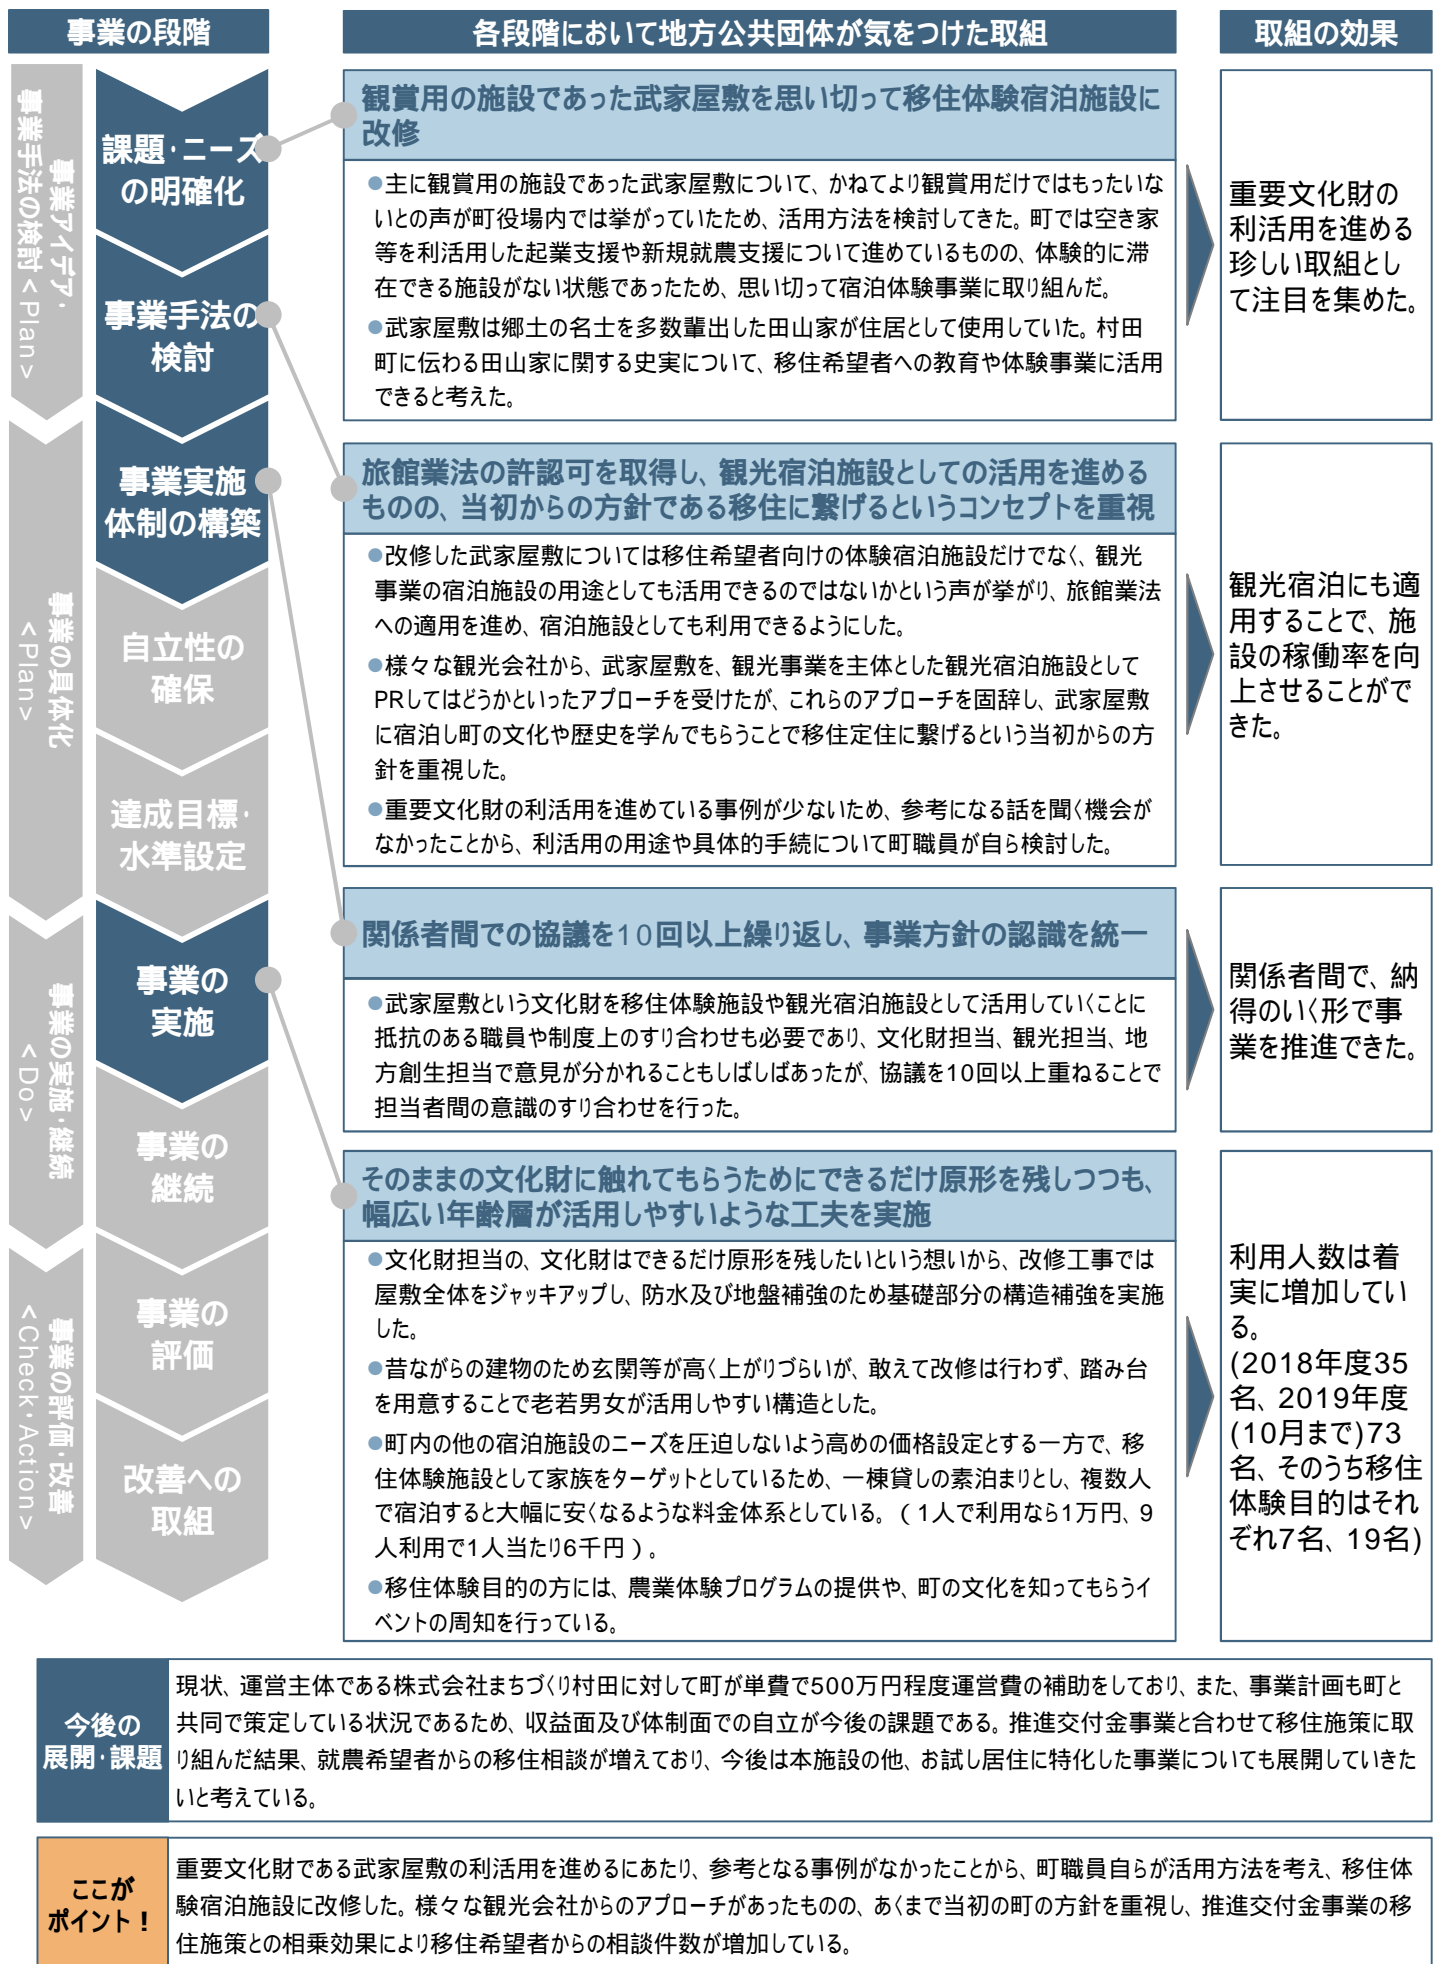 事業の段階
各段階において地方公共団体が気をつけた取組
取組の効果
事業アイデア・
事業手法の検討<Plan>
事業の具体化
<Plan>
事業の実施・継続
<Do>
事業の評価・改善
<Check・Action>
課題・ニーズ
の明確化
事業手法の
検討
事業実施
体制の構築
自立性の
確保
達成目標・
水準設定
事業の
実施
事業の
継続
事業の
評価
改善への
取組
観賞用の施設であった武家屋敷を思い切って移住体験宿泊施設に
改修
●主に観賞用の施設であった武家屋敷について、かねてより観賞用だけではもったいな
いとの声が町役場内では挙がっていたため、活用方法を検討してきた。町では空き家
等を利活用した起業支援や新規就農支援について進めているものの、体験的に滞
在できる施設がない状態であったため、思い切って宿泊体験事業に取り組んだ。
●武家屋敷は郷土の名士を多数輩出した田山家が住居として使用していた。村田
町に伝わる田山家に関する史実について、移住希望者への教育や体験事業に活用
できると考えた。
重要文化財の
利活用を進める
珍しい取組とし
て注目を集めた。
旅館業法の許認可を取得し、観光宿泊施設としての活用を進める
ものの、当初からの方針である移住に繋げるというコンセプトを重視
●改修した武家屋敷については移住希望者向けの体験宿泊施設だけでなく、観光
事業の宿泊施設の用途としても活用できるのではないかという声が挙がり、旅館業法
への適用を進め、宿泊施設としても利用できるようにした。
●様々な観光会社から、武家屋敷を、観光事業を主体とした観光宿泊施設として
PRしてはどうかといったアプローチを受けたが、これらのアプローチを固辞し、武家屋敷
に宿泊し町の文化や歴史を学んでもらうことで移住定住に繋げるという当初からの方
針を重視した。
●重要文化財の利活用を進めている事例が少ないため、参考になる話を聞く機会が
なかったことから、利活用の用途や具体的手続について町職員が自ら検討した。
観光宿泊にも適
用することで、施
設の稼働率を向
上させることがで
きた。
関係者間での協議を10回以上繰り返し、事業方針の認識を統一
●武家屋敷という文化財を移住体験施設や観光宿泊施設として活用していくことに
抵抗のある職員や制度上のすり合わせも必要であり、文化財担当、観光担当、地
方創生担当で意見が分かれることもしばしばあったが、協議を10回以上重ねることで
担当者間の意識のすり合わせを行った。
関係者間で、納
得のいく形で事
業を推進できた。
そのままの文化財に触れてもらうためにできるだけ原形を残しつつも、
幅広い年齢層が活用しやすいような工夫を実施
●文化財担当の、文化財はできるだけ原形を残したいという想いから、改修工事では
屋敷全体をジャッキアップし、防水及び地盤補強のため基礎部分の構造補強を実施
した。
●昔ながらの建物のため玄関等が高く上がりづらいが、敢えて改修は行わず、踏み台
を用意することで老若男女が活用しやすい構造とした。
●町内の他の宿泊施設のニーズを圧迫しないよう高めの価格設定とする一方で、移
住体験施設として家族をターゲットとしているため、一棟貸しの素泊まりとし、複数人
で宿泊すると大幅に安くなるような料金体系としている。(1人で利用なら1万円、9
人利用で1人当たり6千円)。
●移住体験目的の方には、農業体験プログラムの提供や、町の文化を知ってもらうイ
ベントの周知を行っている。
利用人数は着
実に増加してい
る。
(2018年度35
名、2019年度
(10月まで)73
名、そのうち移住
体験目的はそれ
ぞれ7名、19名)
今後の
展開・課題
現状、運営主体である株式会社まちづくり村田に対して町が単費で500万円程度運営費の補助をしており、また、事業計画も町と
共同で策定している状況であるため、収益面及び体制面での自立が今後の課題である。推進交付金事業と合わせて移住施策に取
り組んだ結果、就農希望者からの移住相談が増えており、今後は本施設の他、お試し居住に特化した事業についても展開していきた
いと考えている。
ここが
ポイント!
重要文化財である武家屋敷の利活用を進めるにあたり、参考となる事例がなかったことから、町職員自らが活用方法を考え、移住体
験宿泊施設に改修した。様々な観光会社からのアプローチがあったものの、あくまで当初の町の方針を重視し、推進交付金事業の移
住施策との相乗効果により移住希望者からの相談件数が増加している。